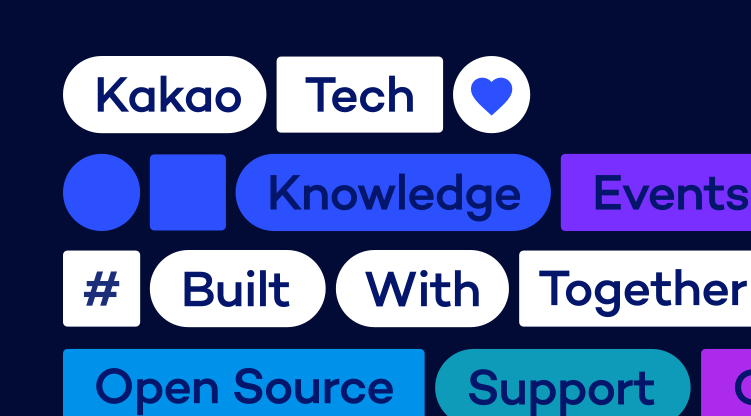 Kakao Tech
Knowledge Events
# Built With Together
Open Source Support